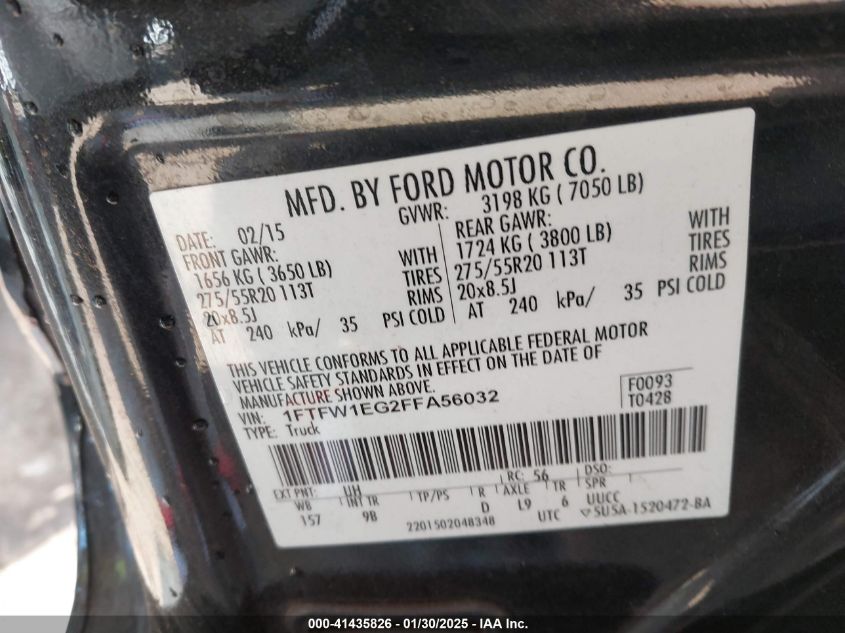 MFD. BY FORD MOTOR CO.
DATE: 02/15 GVWR: 3198 KG ( 7050 LB)
FRONT GAWR: REAR GAWR:
1656 KG ( 3650 LB) WITH 1724 KG ( 3800 LB) WITH
275/55R20 113T TIRES 275/55R20 113T TIRES
20x8.5J RIMS 20x8.5J RIMS
AT 240 kPa/ 35 PSI COLD AT 240 kPa/ 35 PSI COLD
THIS VEHICLE CONFORMS TO ALL APPLICABLE FEDERAL MOTOR
VEHICLE SAFETY STANDARDS IN EFFECT ON THE DATE OF
MANUFACTURE SHOWN ABOVE.
VIN: 1FTFW1EG2FFA56032 F0093
TYPE: Truck T0428
EXT PNT: UH RC: 56 DSO:
WB INT TR TP/PS R AXLE TR SPR
157 9B D L9 6 UUCC
2201502048348 UTC ▽5U5A-1520472-BA
000-41435826 - 01/30/2025 - IAA Inc.